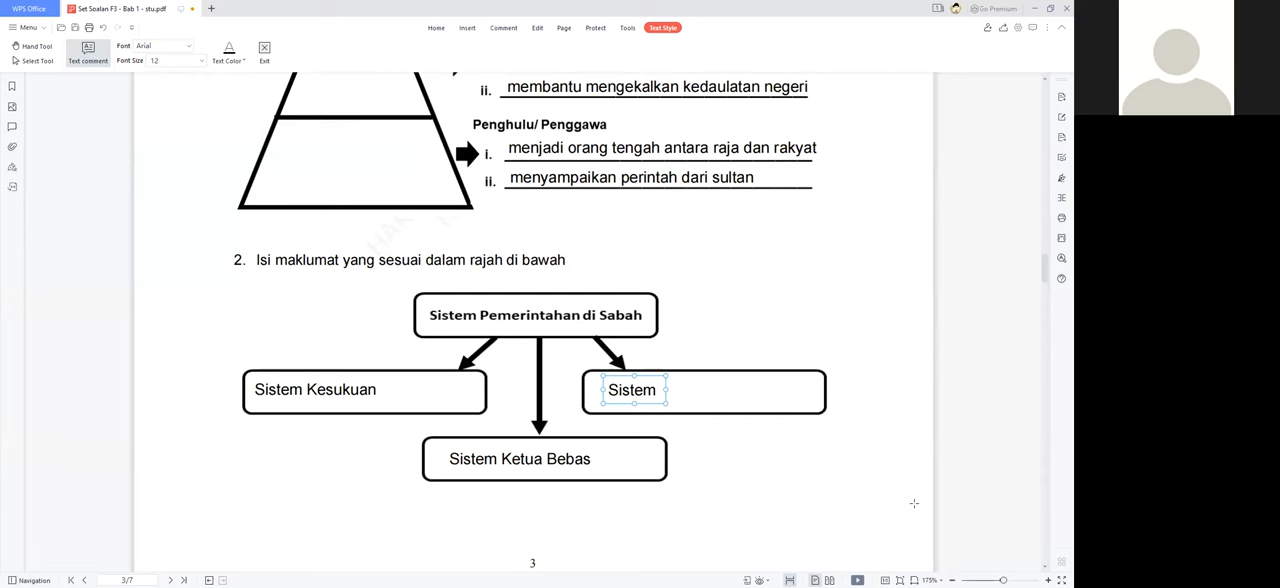 WPS Office
Set Soalan F3 - Bab 1 - stu.pdf
Go Premium
Menu
Home Insert Comment Edit Page Protect Tools Text Style
Hand Tool
Select Tool
Text comment
Font Arial
Font Size 12
Text Color
Exit
ii. membantu mengekalkan kedaulatan negeri
Penghulu/ Penggawa
i. menjadi orang tengah antara raja dan rakyat
ii. menyampaikan perintah dari sultan
2. Isi maklumat yang sesuai dalam rajah di bawah
Sistem Pemerintahan di Sabah
Sistem Kesukuan
Sistem
Sistem Ketua Bebas
3
Navigation
3/7
175%